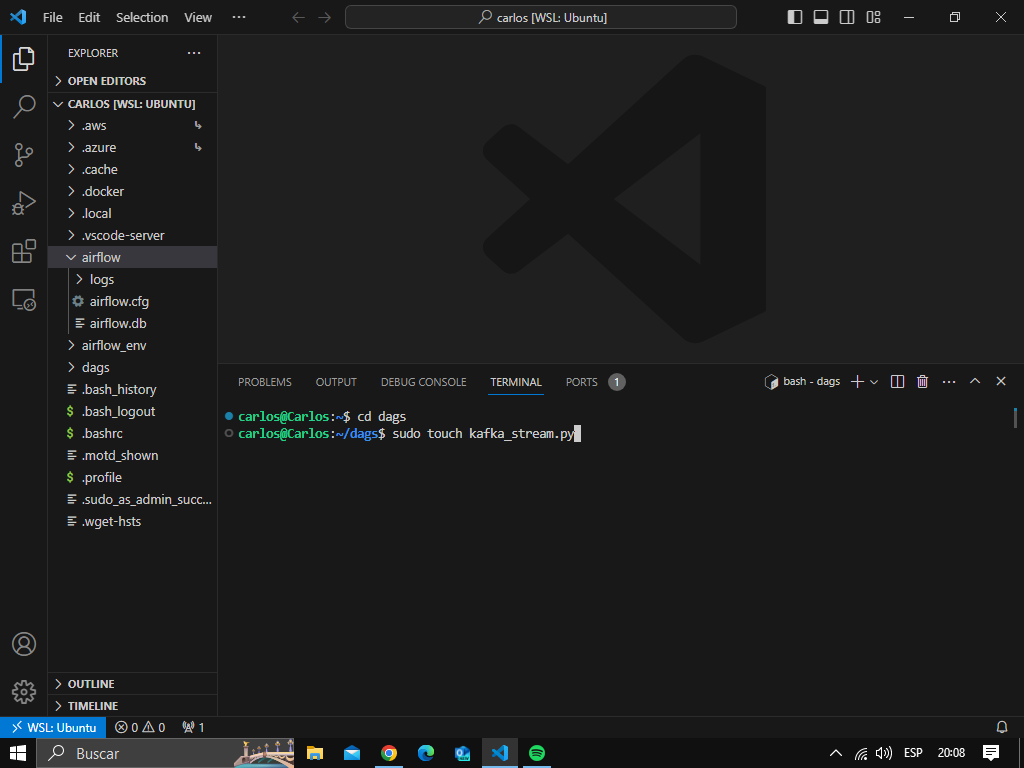 File Edit Selection View ··· carlos [WSL: Ubuntu]
EXPLORER ···
OPEN EDITORS
CARLOS [WSL: UBUNTU]
.aws
.azure
.cache
.docker
.local
.vscode-server
airflow
logs
airflow.cfg
airflow.db
airflow_env
dags
.bash_history
$ .bash_logout
$ .bashrc
.motd_shown
$ .profile
.sudo_as_admin_succ...
.wget-hsts
OUTLINE
TIMELINE
PROBLEMS OUTPUT DEBUG CONSOLE TERMINAL PORTS 1 bash - dags ···
carlos@Carlos:~$ cd dags
carlos@Carlos:~/dags$ sudo touch kafka_stream.py
WSL: Ubuntu 0 0 1
Buscar ESP 20:08